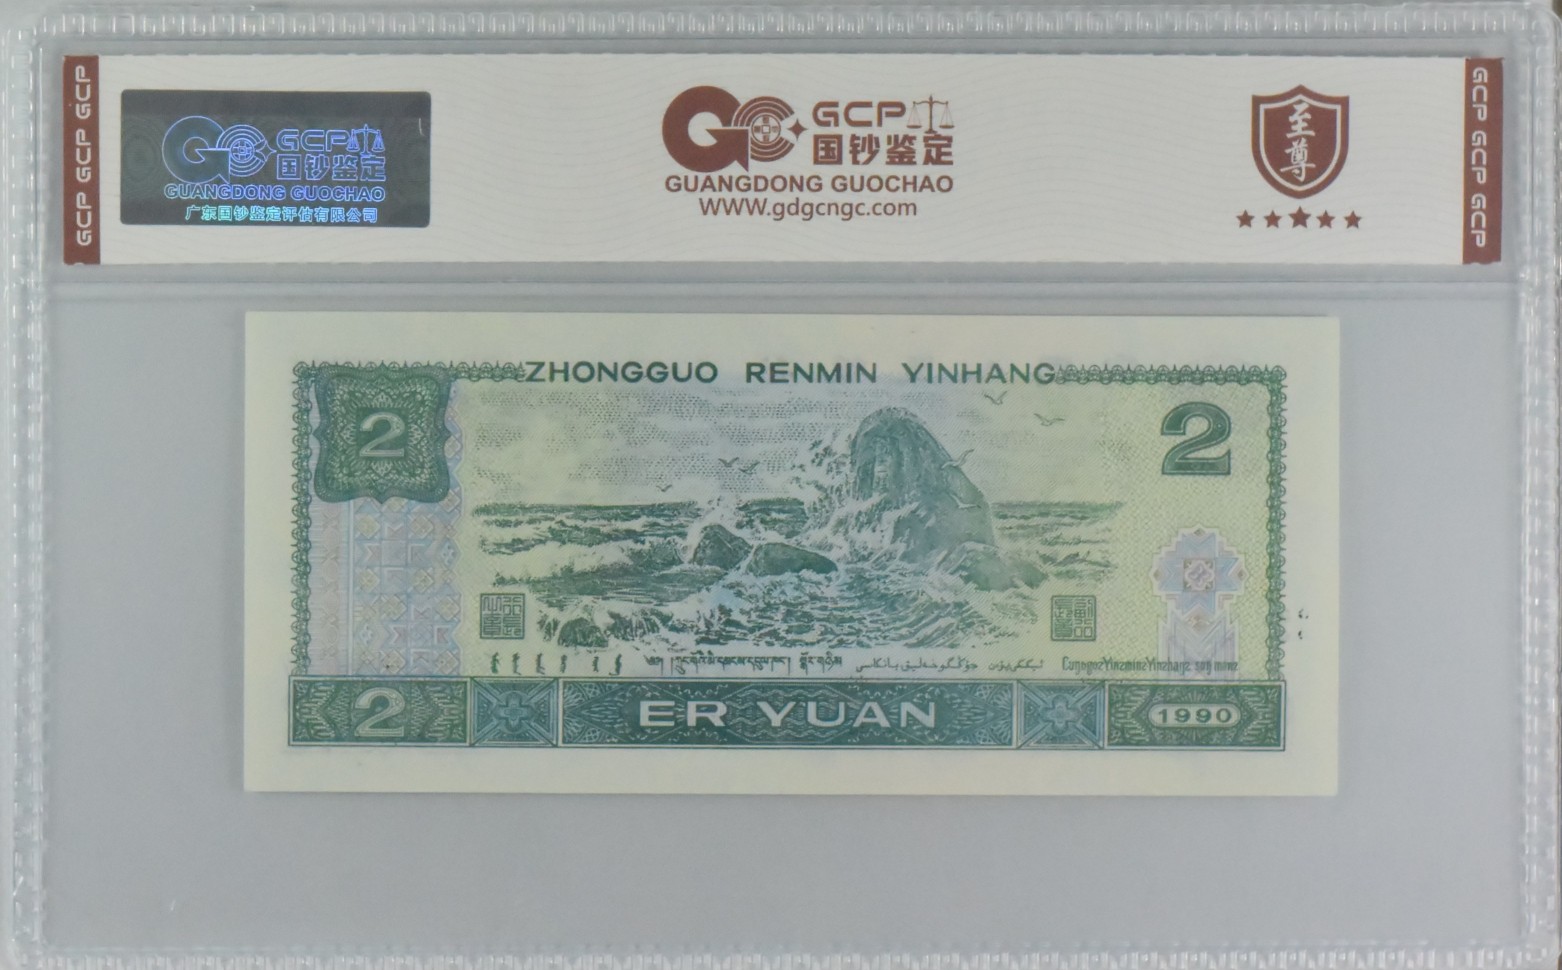 GCP GCP GCP
GCP
国钞鉴定
GUANGDONG GUOCHAO
广东国钞鉴定评估有限公司
GCP
国钞鉴定
GUANGDONG GUOCHAO
WWW.gdgcngc.com
至尊
GCP GCP GCP
ZHONGGUO RENMIN YINHANG
2
2
2
ER YUAN
1990